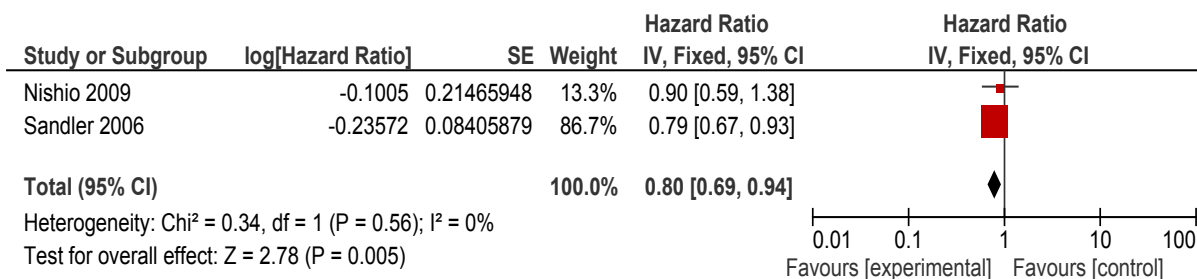 Hazard Ratio Hazard Ratio
Study or Subgroup log[Hazard Ratio] SE Weight IV, Fixed, 95% CI IV, Fixed, 95% CI
Nishio 2009 -0.1005 0.21465948 13.3% 0.90 [0.59, 1.38]
Sandler 2006 -0.23572 0.08405879 86.7% 0.79 [0.67, 0.93]
Total (95% CI) 100.0% 0.80 [0.69, 0.94]
Heterogeneity: Chi² = 0.34, df = 1 (P = 0.56); I² = 0%
Test for overall effect: Z = 2.78 (P = 0.005)
0.01 0.1 1 10 100
Favours [experimental] Favours [control]